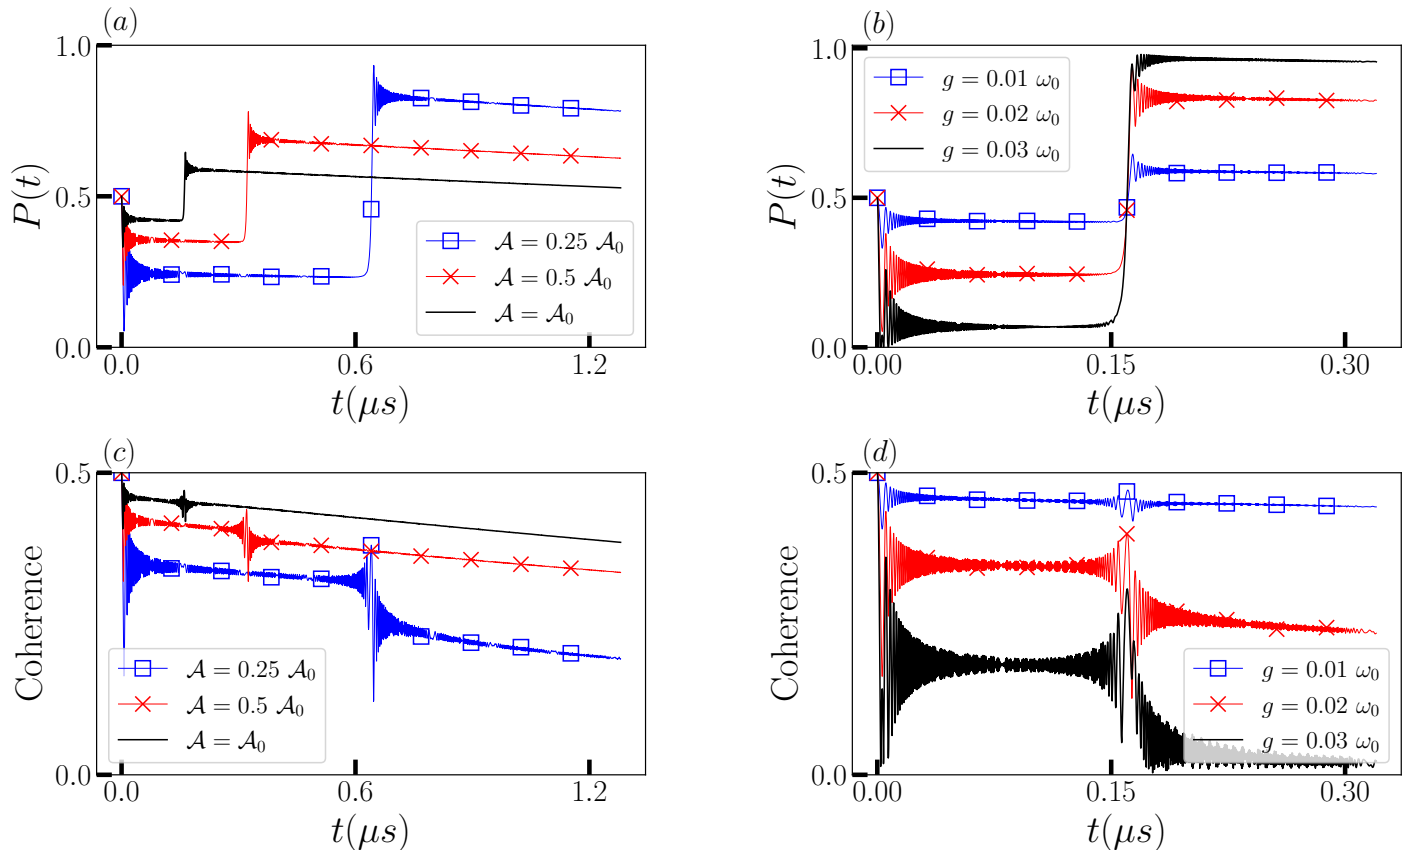 (a)
1.0
0.5
0.0
P(t)
𝒜 = 0.25 𝒜₀
𝒜 = 0.5 𝒜₀
𝒜 = 𝒜₀
0.0 0.6 1.2
t(μs)
(b)
1.0
0.5
0.0
P(t)
g = 0.01 ω₀
g = 0.02 ω₀
g = 0.03 ω₀
0.00 0.15 0.30
t(μs)
(c)
0.5
0.0
Coherence
𝒜 = 0.25 𝒜₀
𝒜 = 0.5 𝒜₀
𝒜 = 𝒜₀
0.0 0.6 1.2
t(μs)
(d)
0.5
0.0
Coherence
g = 0.01 ω₀
g = 0.02 ω₀
g = 0.03 ω₀
0.00 0.15 0.30
t(μs)